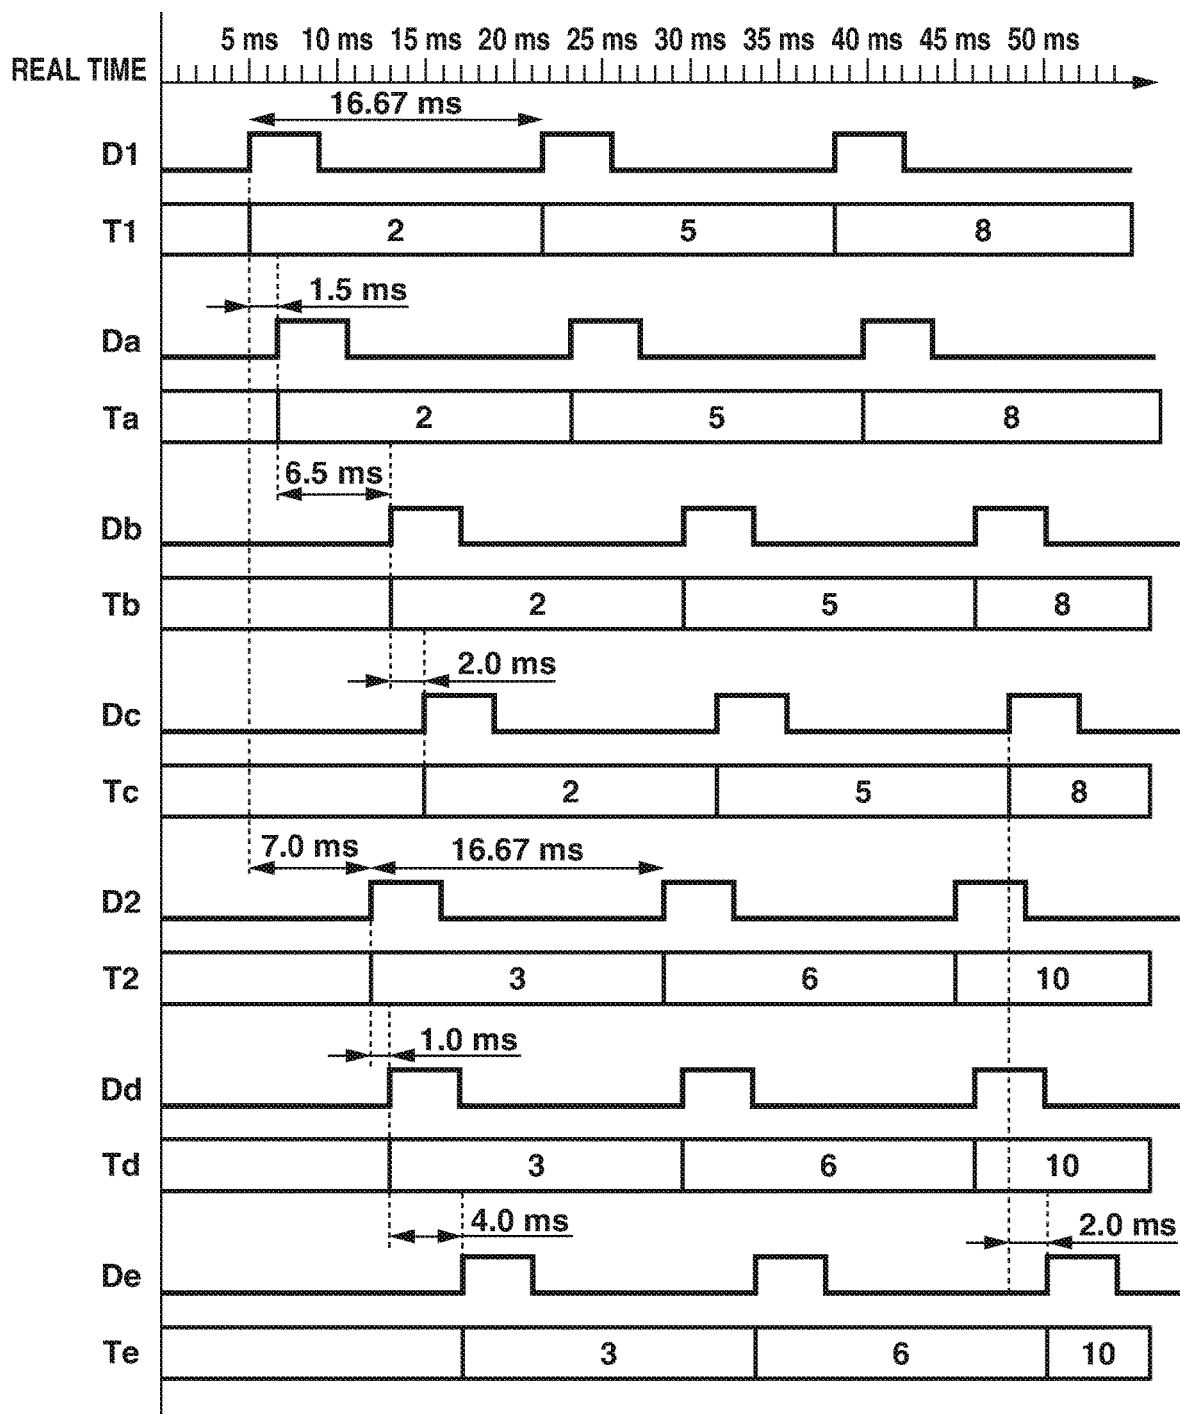 5 ms 10 ms 15 ms 20 ms 25 ms 30 ms 35 ms 40 ms 45 ms 50 ms
REAL TIME
16.67 ms
D1
T1 2 5 8
1.5 ms
Da
Ta 2 5 8
6.5 ms
Db
Tb 2 5 8
2.0 ms
Dc
Tc 2 5 8
7.0 ms 16.67 ms
D2
T2 3 6 10
1.0 ms
Dd
Td 3 6 10
4.0 ms 2.0 ms
De
Te 3 6 10